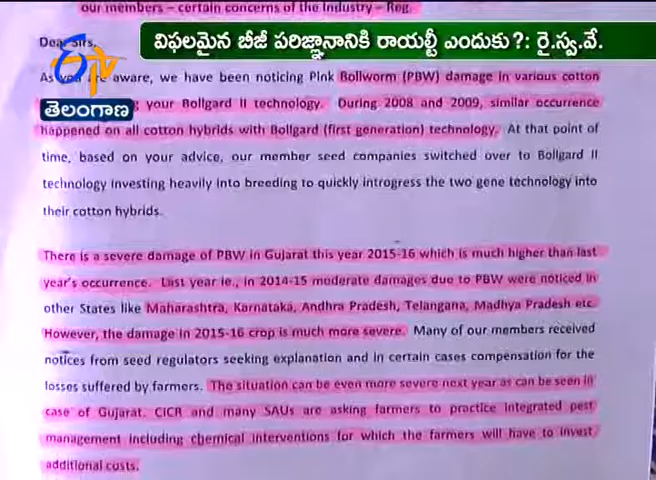 our members – certain concerns of the Industry – Reg.
విఫలమైన బీజీ పరిజ్ఞానానికి రాయల్టీ ఎందుకు?: రై.స్వ.వే.
Dear Sirs,
ETV
తెలంగాణ
As you are aware, we have been noticing Pink Bollworm (PBW) damage in various cotton
your Bollgard II technology. During 2008 and 2009, similar occurrence
happened on all cotton hybrids with Bollgard (first generation) technology. At that point of
time, based on your advice, our member seed companies switched over to Bollgard II
technology investing heavily into breeding to quickly introgress the two gene technology into
their cotton hybrids.
There is a severe damage of PBW in Gujarat this year 2015-16 which is much higher than last
year's occurrence. Last year ie., in 2014-15 moderate damages due to PBW were noticed in
other States like Maharashtra, Karnataka, Andhra Pradesh, Telangana, Madhya Pradesh etc.
However, the damage in 2015-16 crop is much more severe. Many of our members received
notices from seed regulators seeking explanation and in certain cases compensation for the
losses suffered by farmers. The situation can be even more severe next year as can be seen in
case of Gujarat. CICR and many SAUs are asking farmers to practice integrated pest
management including chemical interventions for which the farmers will have to invest
additional costs.